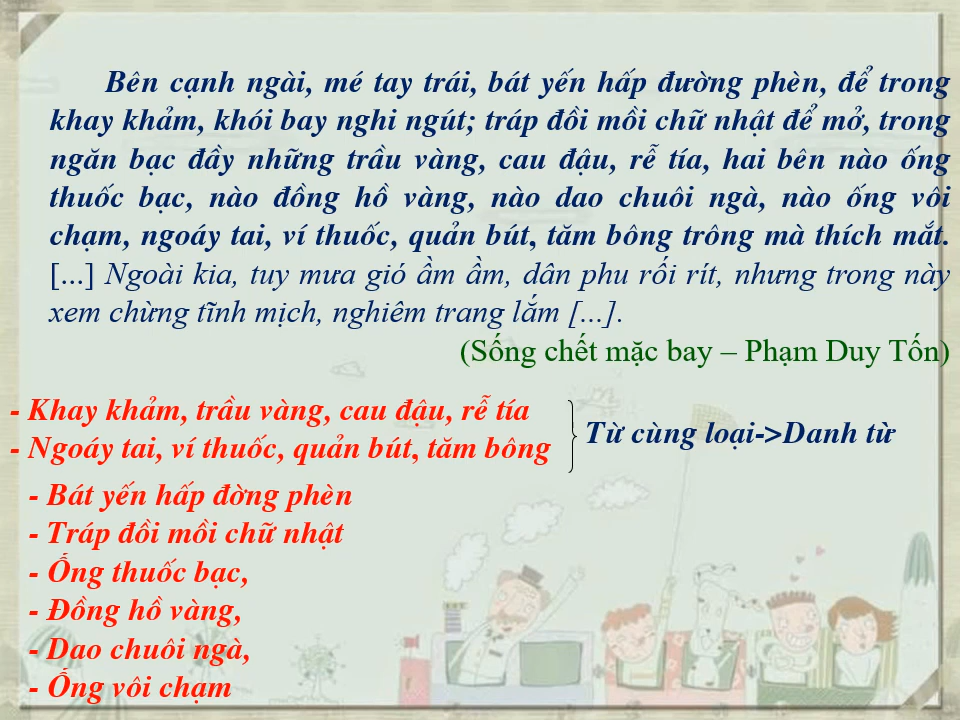 Bên cạnh ngài, mé tay trái, bát yến hấp đường phèn, để trong
khay khảm, khói bay nghi ngút; tráp đồi mồi chữ nhật để mở, trong
ngăn bạc đầy những trầu vàng, cau đậu, rễ tía, hai bên nào ống
thuốc bạc, nào đồng hồ vàng, nào dao chuôi ngà, nào ống vôi
chạm, ngoáy tai, ví thuốc, quản bút, tăm bông trông mà thích mắt.
[...] Ngoài kia, tuy mưa gió ầm ầm, dân phu rối rít, nhưng trong này
xem chừng tĩnh mịch, nghiêm trang lắm [...].
(Sống chết mặc bay – Phạm Duy Tốn)
- Khay khảm, trầu vàng, cau đậu, rễ tía
- Ngoáy tai, ví thuốc, quản bút, tăm bông
Từ cùng loại->Danh từ
- Bát yến hấp đờng phèn
- Tráp đồi mồi chữ nhật
- Ống thuốc bạc,
- Đồng hồ vàng,
- Dao chuôi ngà,
- Ống vôi chạm